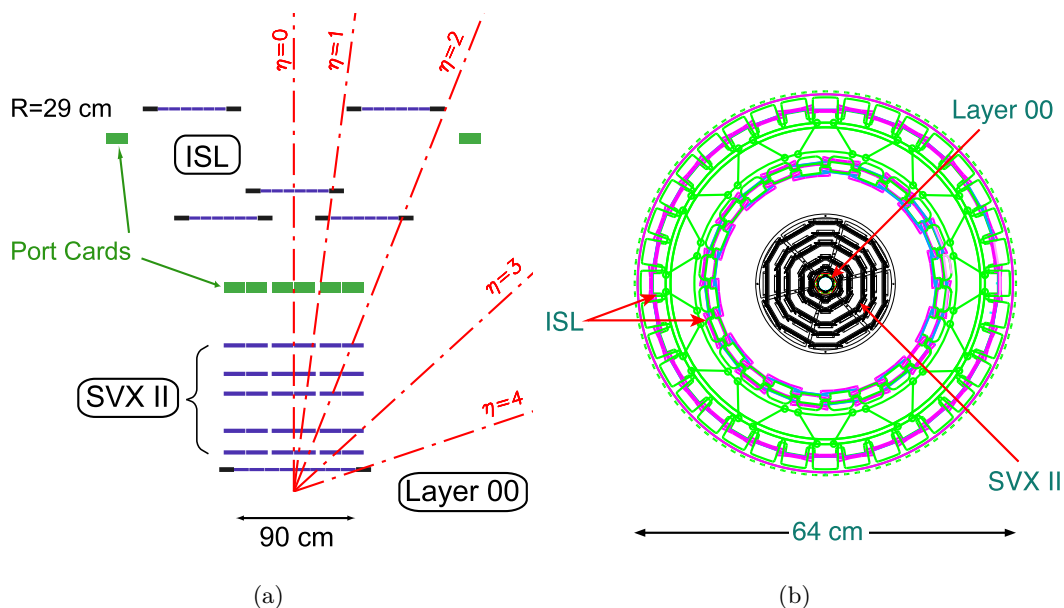 η=0
η=1
η=2
R=29 cm
ISL
Port Cards
η=3
SVX II
η=4
Layer 00
90 cm
(a)
Layer 00
ISL
SVX II
64 cm
(b)